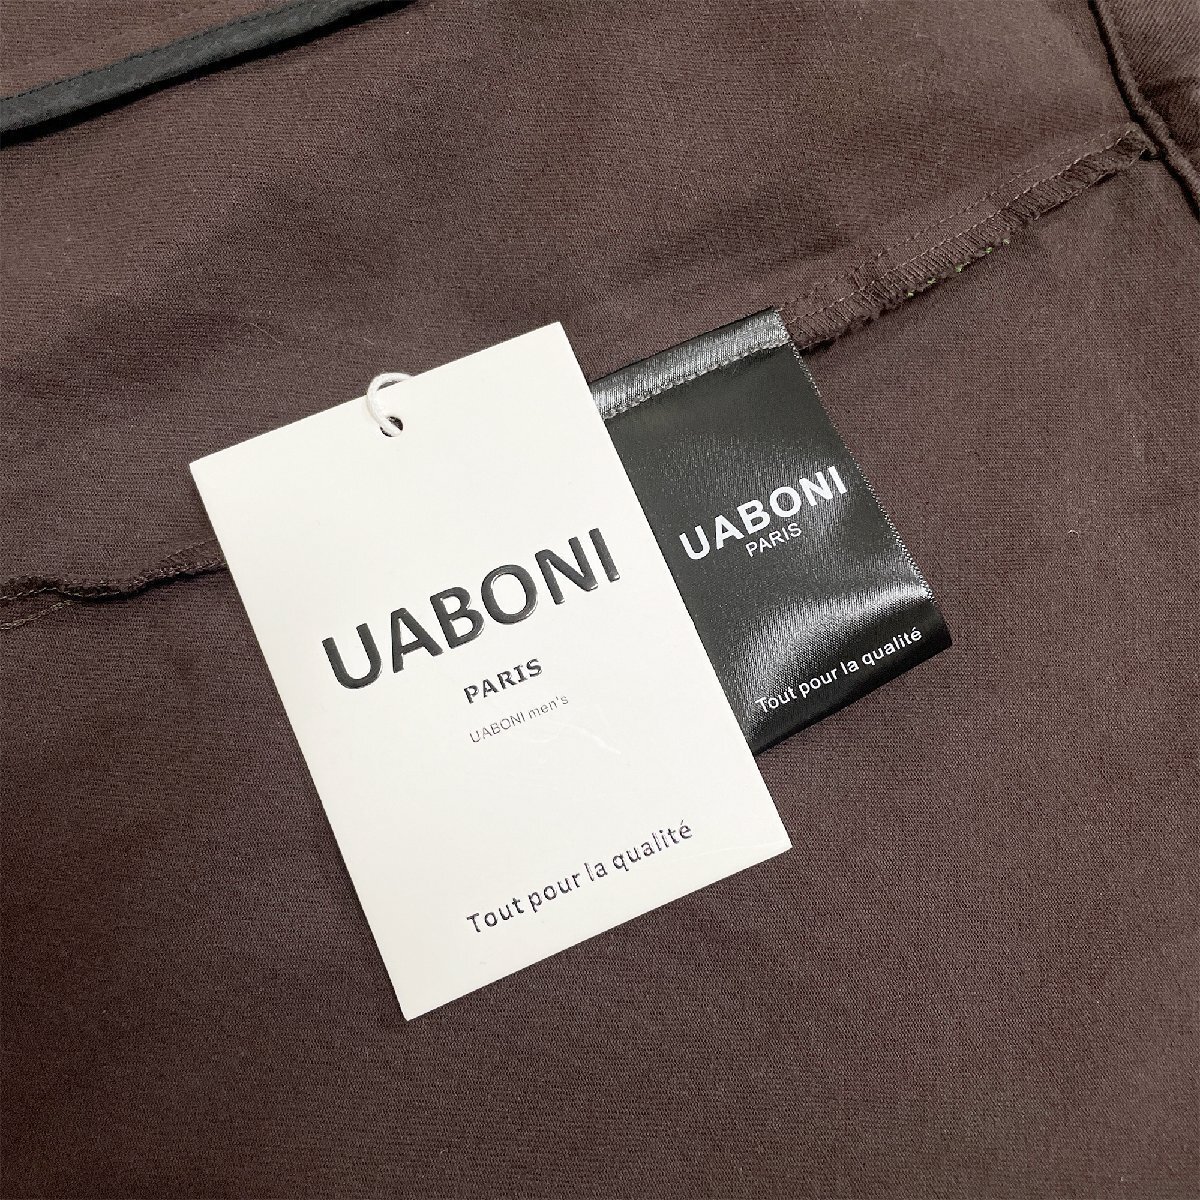 UABONI
PARIS
UABONI men's
Tout pour la qualité
UABONI
PARIS
Tout pour la qualité